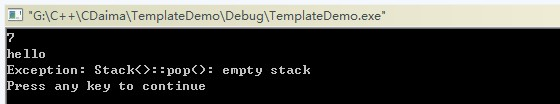 "G:\C++\CDaima\TemplateDemo\Debug\TemplateDemo.exe"
7
hello
Exception: Stack<>::pop(): empty stack
Press any key to continue